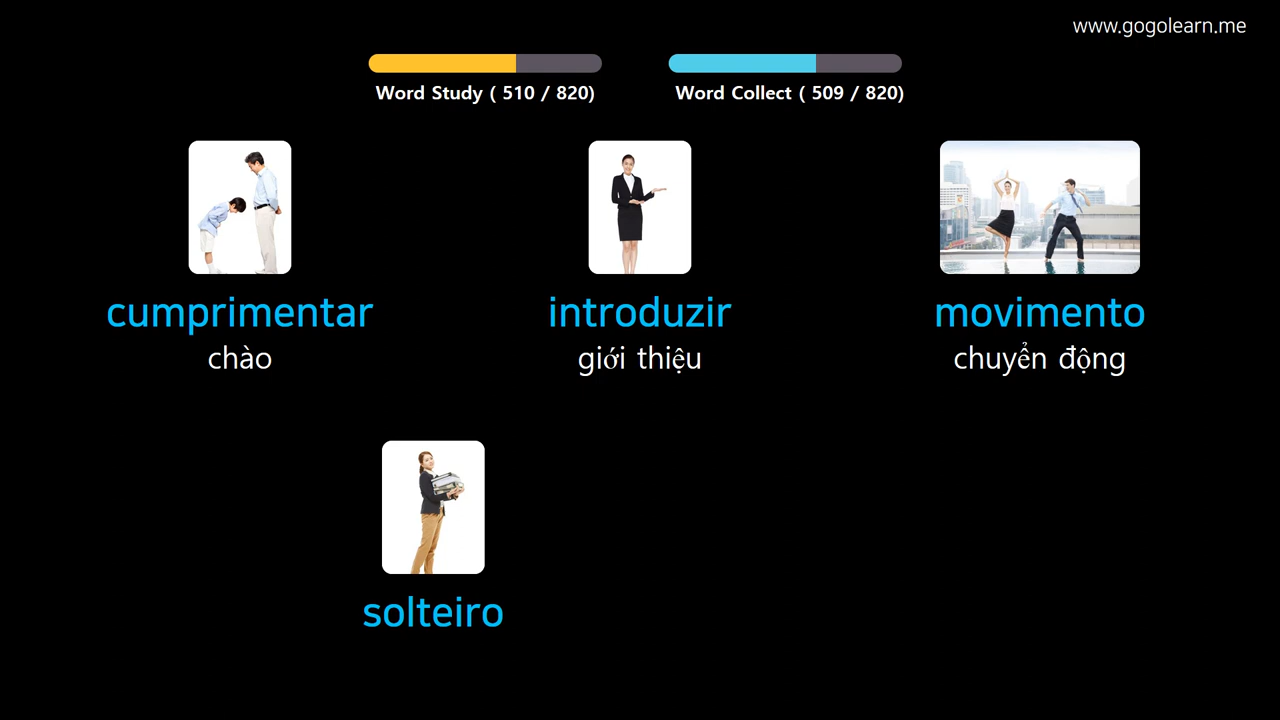 www.gogolearn.me
Word Study ( 510 / 820)
Word Collect ( 509 / 820)
cumprimentar
introduzir
movimento
chào
giới thiệu
chuyển động
solteiro